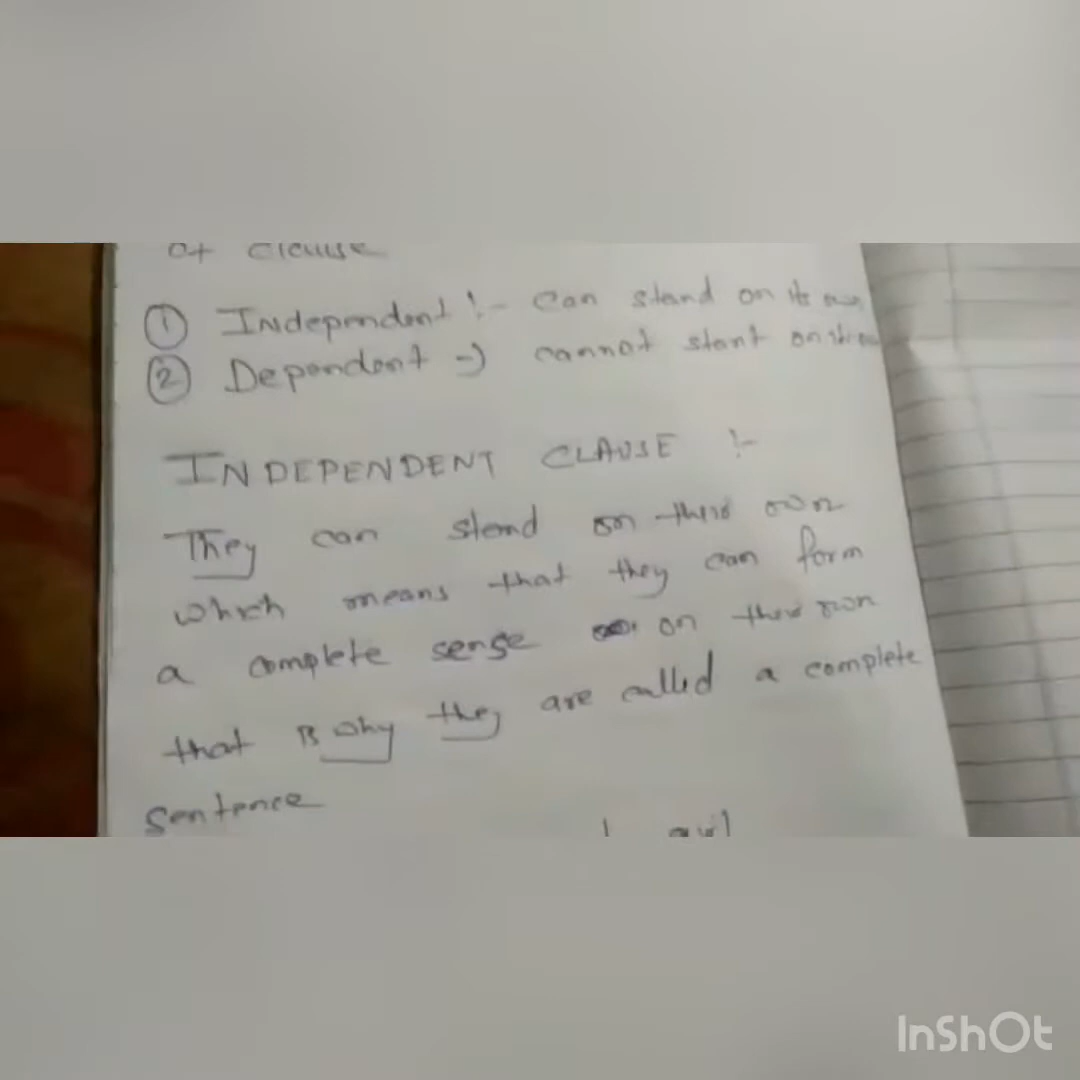 of clause
① Independent :- Can stand on its own
② Dependent -) cannot stant on
INDEPENDENT CLAUSE :-
They can stend on their own
which means that they can form
a complete sense on their own
that is why they are called a complete
sentence
InShOt